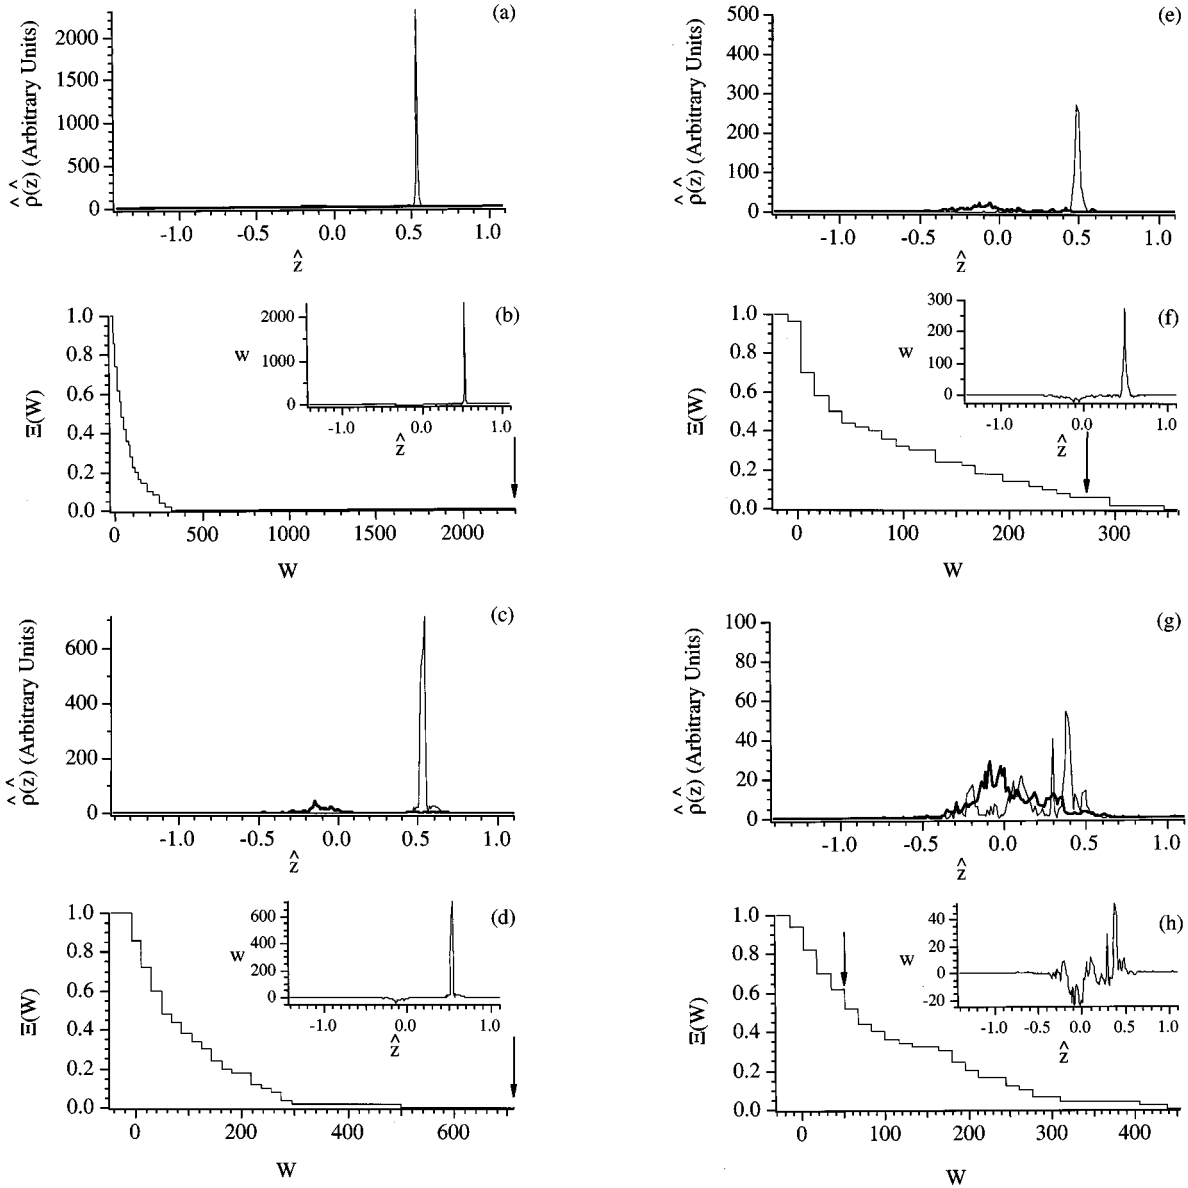 (a)
ρ̂(ẑ) (Arbitrary Units)
2000
1500
1000
500
0
-1.0 -0.5 0.0 0.5 1.0
ẑ
(e)
ρ̂(ẑ) (Arbitrary Units)
500
400
300
200
100
0
-1.0 -0.5 0.0 0.5 1.0
ẑ
(b)
Ξ(W)
1.0
0.8
0.6
0.4
0.2
0.0
0 500 1000 1500 2000
W
w
2000
1000
0
-1.0 0.0 1.0
ẑ
(f)
Ξ(W)
1.0
0.8
0.6
0.4
0.2
0.0
0 100 200 300
W
w
300
200
100
0
-1.0 0.0 1.0
ẑ
(c)
ρ̂(ẑ) (Arbitrary Units)
600
400
200
0
-1.0 -0.5 0.0 0.5 1.0
ẑ
(g)
ρ̂(ẑ) (Arbitrary Units)
100
80
60
40
20
0
-1.0 -0.5 0.0 0.5 1.0
ẑ
(d)
Ξ(W)
1.0
0.8
0.6
0.4
0.2
0.0
0 200 400 600
W
w
600
400
200
0
-1.0 0.0 1.0
ẑ
(h)
Ξ(W)
1.0
0.8
0.6
0.4
0.2
0.0
0 100 200 300 400
W
w
40
20
0
-20
-1.0 -0.5 0.0 0.5 1.0
ẑ